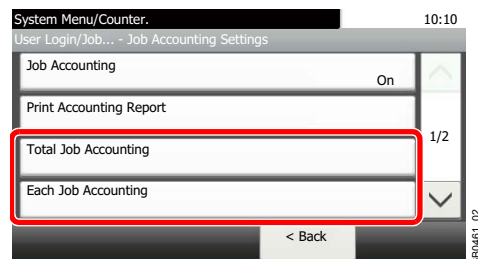 System Menu/Counter.
10:10
User Login/Job... - Job Accounting Settings
Job Accounting
On
Print Accounting Report
1/2
Total Job Accounting
Each Job Accounting
< Back
B0461_02